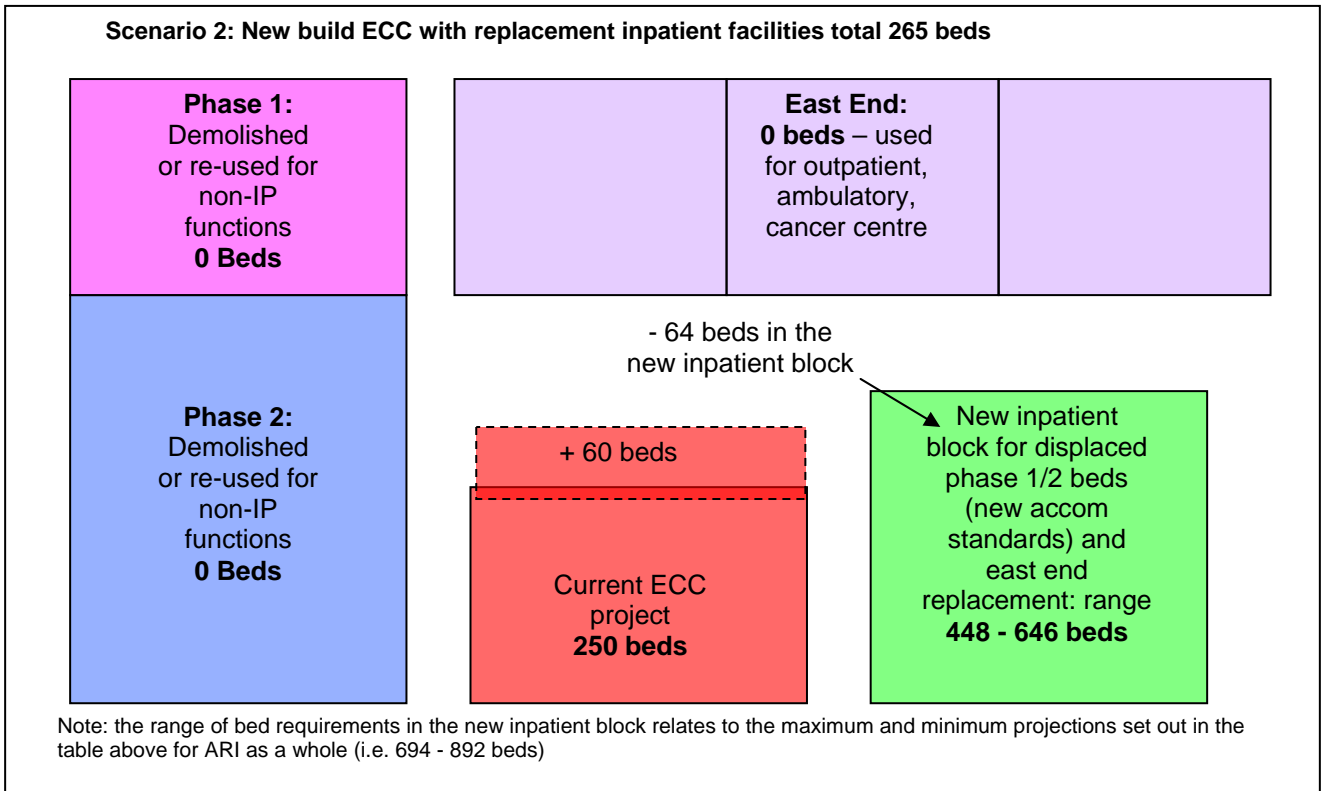 Scenario 2: New build ECC with replacement inpatient facilities total 265 beds
Phase 1:
Demolished
or re-used for
non-IP
functions
0 Beds
East End:
0 beds – used
for outpatient,
ambulatory,
cancer centre
- 64 beds in the
new inpatient block
Phase 2:
Demolished
or re-used for
non-IP
functions
0 Beds
+ 60 beds
Current ECC
project
250 beds
New inpatient
block for displaced
phase 1/2 beds
(new accom
standards) and
east end
replacement: range
448 - 646 beds
Note: the range of bed requirements in the new inpatient block relates to the maximum and minimum projections set out in the
table above for ARI as a whole (i.e. 694 - 892 beds)